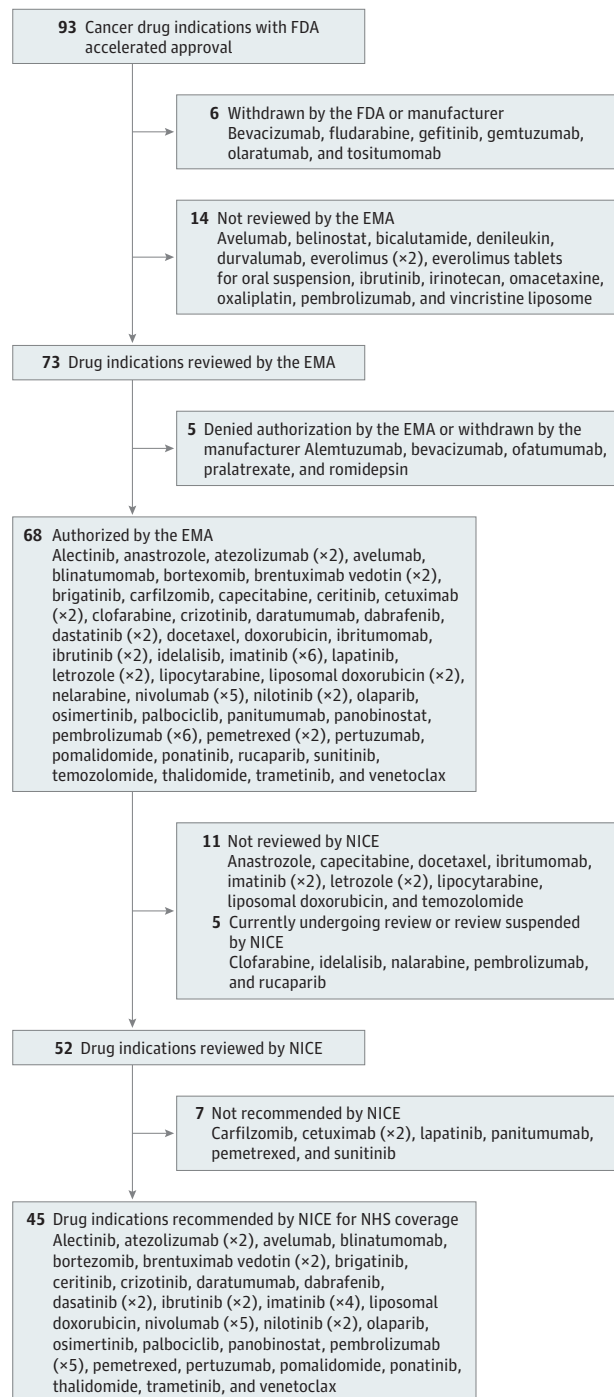 93 Cancer drug indications with FDA
accelerated approval
6 Withdrawn by the FDA or manufacturer
Bevacizumab, fludarabine, gefitinib, gemtuzumab,
olaratumab, and tositumomab
14 Not reviewed by the EMA
Avelumab, belinostat, bicalutamide, denileukin,
durvalumab, everolimus (×2), everolimus tablets
for oral suspension, ibrutinib, irinotecan, omacetaxine,
oxaliplatin, pembrolizumab, and vincristine liposome
73 Drug indications reviewed by the EMA
5 Denied authorization by the EMA or withdrawn by the
manufacturer Alemtuzumab, bevacizumab, ofatumumab,
pralatrexate, and romidepsin
68 Authorized by the EMA
Alectinib, anastrozole, atezolizumab (×2), avelumab,
blinatumomab, bortexomib, brentuximab vedotin (×2),
brigatinib, carfilzomib, capecitabine, ceritinib, cetuximab
(×2), clofarabine, crizotinib, daratumumab, dabrafenib,
dastatinib (×2), docetaxel, doxorubicin, ibritumomab,
ibrutinib (×2), idelalisib, imatinib (×6), lapatinib,
letrozole (×2), lipocytarabine, liposomal doxorubicin (×2),
nelarabine, nivolumab (×5), nilotinib (×2), olaparib,
osimertinib, palbociclib, panitumumab, panobinostat,
pembrolizumab (×6), pemetrexed (×2), pertuzumab,
pomalidomide, ponatinib, rucaparib, sunitinib,
temozolomide, thalidomide, trametinib, and venetoclax
11 Not reviewed by NICE
Anastrozole, capecitabine, docetaxel, ibritumomab,
imatinib (×2), letrozole (×2), lipocytarabine,
liposomal doxorubicin, and temozolomide
5 Currently undergoing review or review suspended
by NICE
Clofarabine, idelalisib, nalarabine, pembrolizumab,
and rucaparib
52 Drug indications reviewed by NICE
7 Not recommended by NICE
Carfilzomib, cetuximab (×2), lapatinib, panitumumab,
pemetrexed, and sunitinib
45 Drug indications recommended by NICE for NHS coverage
Alectinib, atezolizumab (×2), avelumab, blinatumomab,
bortezomib, brentuximab vedotin (×2), brigatinib,
ceritinib, crizotinib, daratumumab, dabrafenib,
dasatinib (×2), ibrutinib (×2), imatinib (×4), liposomal
doxorubicin, nivolumab (×5), nilotinib (×2), olaparib,
osimertinib, palbociclib, panobinostat, pembrolizumab
(×5), pemetrexed, pertuzumab, pomalidomide, ponatinib,
thalidomide, trametinib, and venetoclax